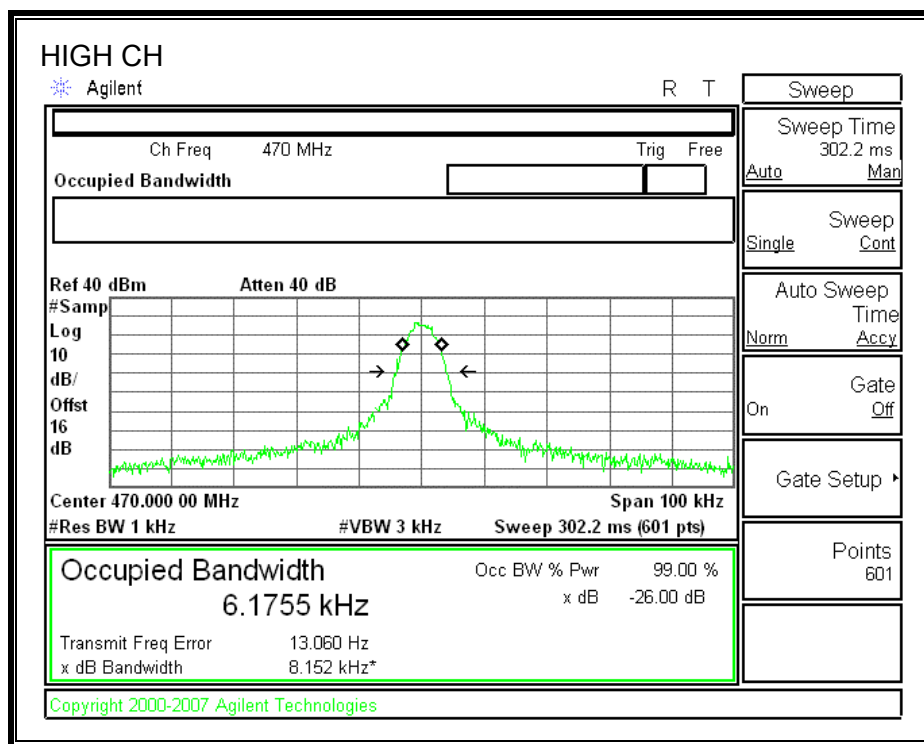 HIGH CH
Agilent
R T
Sweep
Ch Freq 470 MHz
Trig Free
Occupied Bandwidth
Sweep Time
302.2 ms
Auto Man
Sweep
Single Cont
Auto Sweep
Time
Norm Accy
Gate
On Off
Gate Setup
Points
601
Ref 40 dBm Atten 40 dB
#Samp
Log
10
dB/
Offst
16
dB
Center 470.000 00 MHz Span 100 kHz
#Res BW 1 kHz #VBW 3 kHz Sweep 302.2 ms (601 pts)
Occupied Bandwidth
6.1755 kHz
Occ BW % Pwr 99.00 %
x dB -26.00 dB
Transmit Freq Error 13.060 Hz
x dB Bandwidth 8.152 kHz*
Copyright 2000-2007 Agilent Technologies